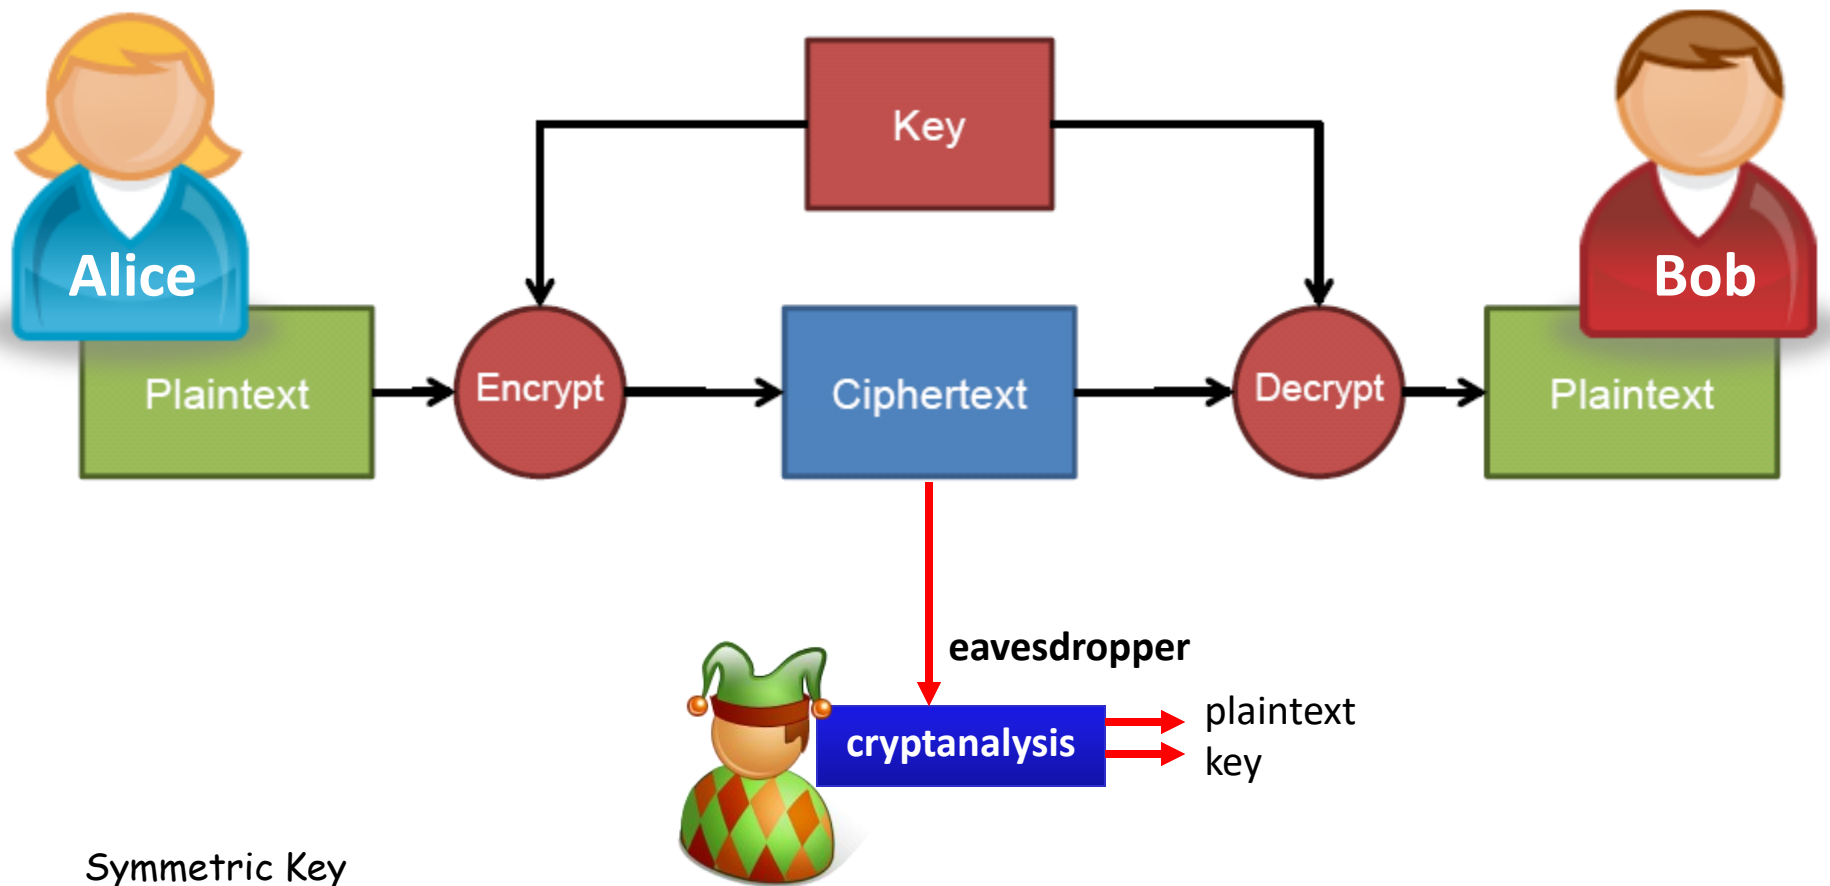 Key
Alice
Bob
Plaintext
Encrypt
Ciphertext
Decrypt
Plaintext
eavesdropper
cryptanalysis
plaintext
key
Symmetric Key